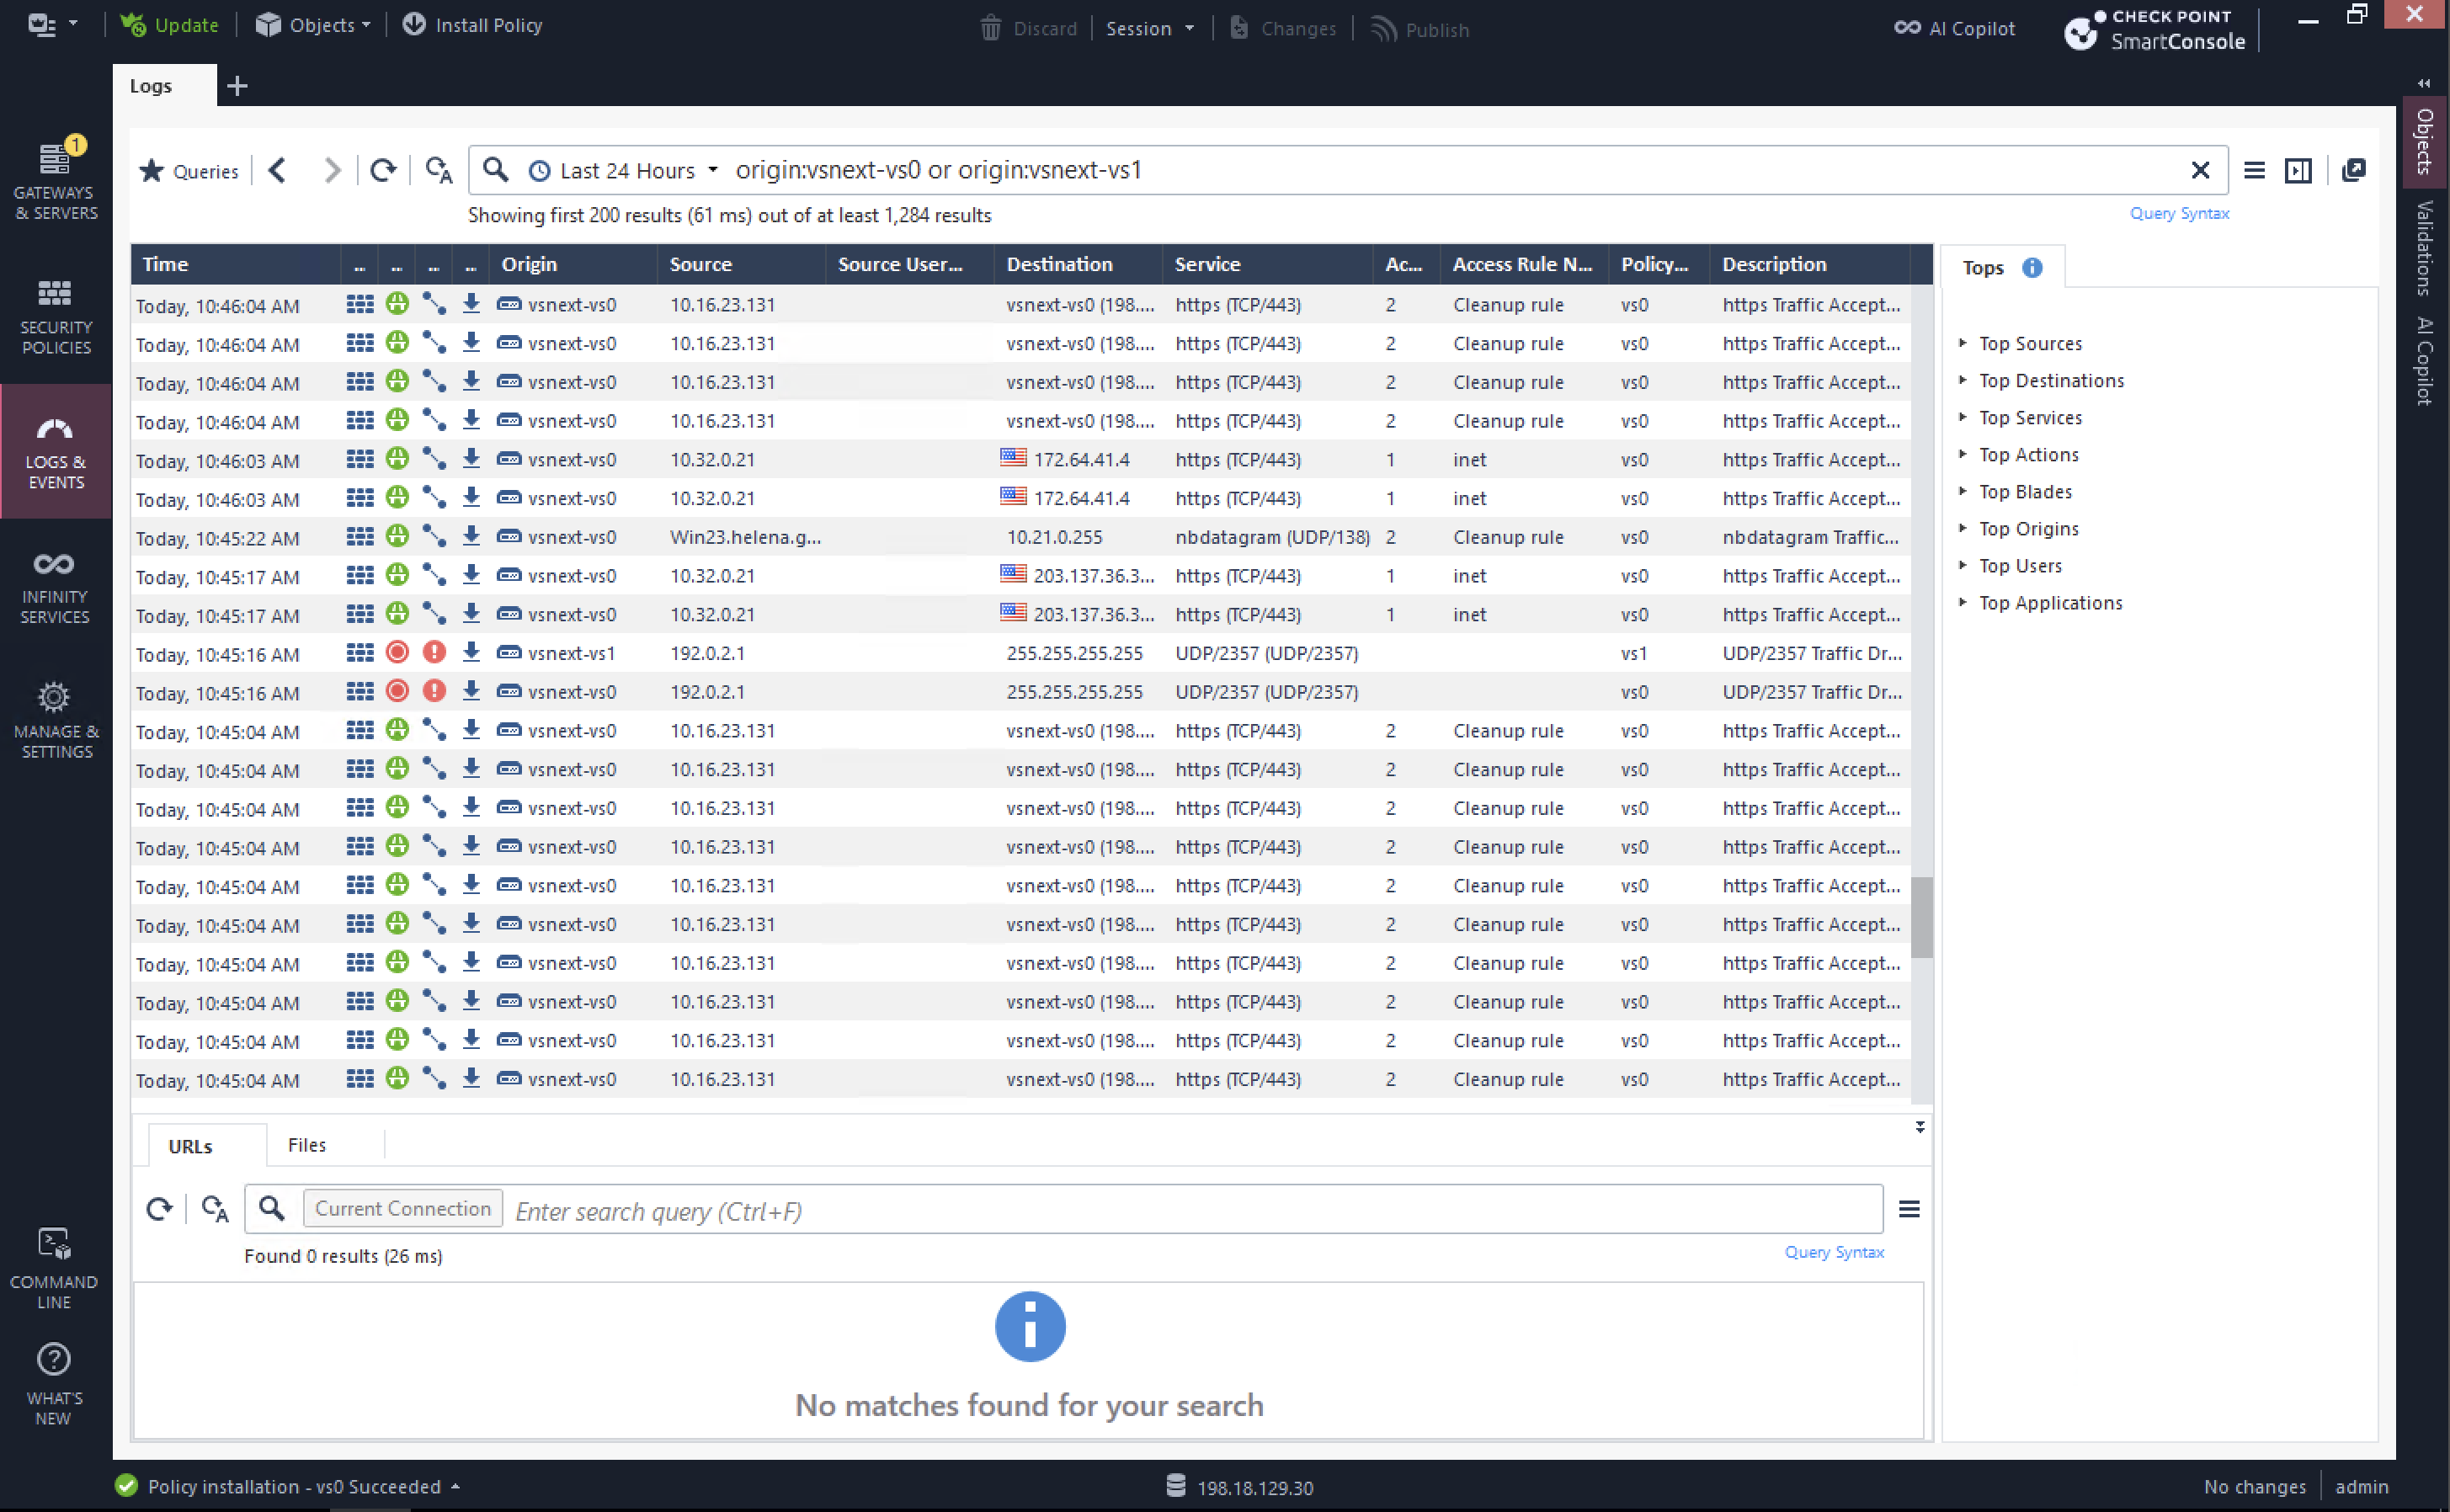 Update Objects Install Policy Discard Session Changes Publish AI Copilot CHECK POINT SmartConsole
Logs
Queries Last 24 Hours origin:vsnext-vs0 or origin:vsnext-vs1
Showing first 200 results (61 ms) out of at least 1,284 results Query Syntax
Time ... ... ... ... Origin Source Source User... Destination Service Ac... Access Rule N... Policy... Description
Today, 10:46:04 AM vsnext-vs0 10.16.23.131 vsnext-vs0 (198.... https (TCP/443) 2 Cleanup rule vs0 https Traffic Accept...
Today, 10:46:04 AM vsnext-vs0 10.16.23.131 vsnext-vs0 (198.... https (TCP/443) 2 Cleanup rule vs0 https Traffic Accept...
Today, 10:46:04 AM vsnext-vs0 10.16.23.131 vsnext-vs0 (198.... https (TCP/443) 2 Cleanup rule vs0 https Traffic Accept...
Today, 10:46:04 AM vsnext-vs0 10.16.23.131 vsnext-vs0 (198.... https (TCP/443) 2 Cleanup rule vs0 https Traffic Accept...
Today, 10:46:03 AM vsnext-vs0 10.32.0.21 172.64.41.4 https (TCP/443) 1 inet vs0 https Traffic Accept...
Today, 10:46:03 AM vsnext-vs0 10.32.0.21 172.64.41.4 https (TCP/443) 1 inet vs0 https Traffic Accept...
Today, 10:45:22 AM vsnext-vs0 Win23.helena.g... 10.21.0.255 nbdatagram (UDP/138) 2 Cleanup rule vs0 nbdatagram Traffic...
Today, 10:45:17 AM vsnext-vs0 10.32.0.21 203.137.36.3... https (TCP/443) 1 inet vs0 https Traffic Accept...
Today, 10:45:17 AM vsnext-vs0 10.32.0.21 203.137.36.3... https (TCP/443) 1 inet vs0 https Traffic Accept...
Today, 10:45:16 AM vsnext-vs1 192.0.2.1 255.255.255.255 UDP/2357 (UDP/2357) vs1 UDP/2357 Traffic Dr...
Today, 10:45:16 AM vsnext-vs0 192.0.2.1 255.255.255.255 UDP/2357 (UDP/2357) vs0 UDP/2357 Traffic Dr...
Today, 10:45:04 AM vsnext-vs0 10.16.23.131 vsnext-vs0 (198.... https (TCP/443) 2 Cleanup rule vs0 https Traffic Accept...
Today, 10:45:04 AM vsnext-vs0 10.16.23.131 vsnext-vs0 (198.... https (TCP/443) 2 Cleanup rule vs0 https Traffic Accept...
Today, 10:45:04 AM vsnext-vs0 10.16.23.131 vsnext-vs0 (198.... https (TCP/443) 2 Cleanup rule vs0 https Traffic Accept...
Today, 10:45:04 AM vsnext-vs0 10.16.23.131 vsnext-vs0 (198.... https (TCP/443) 2 Cleanup rule vs0 https Traffic Accept...
Today, 10:45:04 AM vsnext-vs0 10.16.23.131 vsnext-vs0 (198.... https (TCP/443) 2 Cleanup rule vs0 https Traffic Accept...
Today, 10:45:04 AM vsnext-vs0 10.16.23.131 vsnext-vs0 (198.... https (TCP/443) 2 Cleanup rule vs0 https Traffic Accept...
Today, 10:45:04 AM vsnext-vs0 10.16.23.131 vsnext-vs0 (198.... https (TCP/443) 2 Cleanup rule vs0 https Traffic Accept...
Today, 10:45:04 AM vsnext-vs0 10.16.23.131 vsnext-vs0 (198.... https (TCP/443) 2 Cleanup rule vs0 https Traffic Accept...
Today, 10:45:04 AM vsnext-vs0 10.16.23.131 vsnext-vs0 (198.... https (TCP/443) 2 Cleanup rule vs0 https Traffic Accept...
Today, 10:45:04 AM vsnext-vs0 10.16.23.131 vsnext-vs0 (198.... https (TCP/443) 2 Cleanup rule vs0 https Traffic Accept...
Tops
Top Sources
Top Destinations
Top Services
Top Actions
Top Blades
Top Origins
Top Users
Top Applications
1
GATEWAYS
& SERVERS
SECURITY
POLICIES
LOGS &
EVENTS
INFINITY
SERVICES
MANAGE &
SETTINGS
COMMAND
LINE
WHAT'S
NEW
Objects
Validations
AI Copilot
URLs Files
Current Connection Enter search query (Ctrl+F)
Found 0 results (26 ms) Query Syntax
No matches found for your search
Policy installation - vs0 Succeeded 198.18.129.30 No changes admin